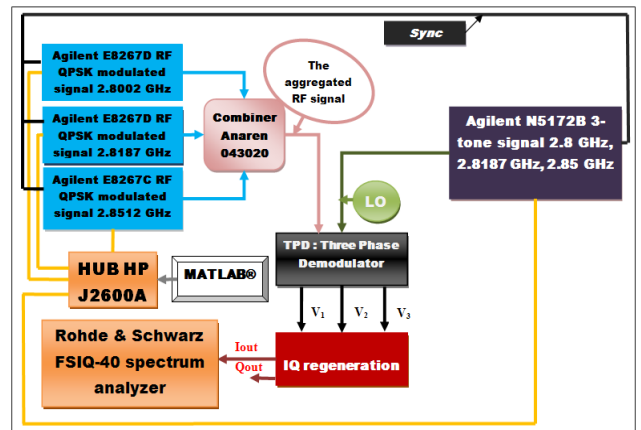 Sync
Agilent E8267D RF
QPSK modulated
signal 2.8002 GHz
Agilent E8267D RF
QPSK modulated
signal 2.8187 GHz
Agilent E8267C RF
QPSK modulated
signal 2.8512 GHz
Combiner
Anaren
043020
The
aggregated
RF signal
Agilent N5172B 3-
tone signal 2.8 GHz,
2.8187 GHz, 2.85 GHz
LO
TPD : Three Phase
Demodulator
HUB HP
J2600A
MATLAB®
V1
V2
V3
Rohde & Schwarz
FSIQ-40 spectrum
analyzer
Iout
Qout
IQ regeneration